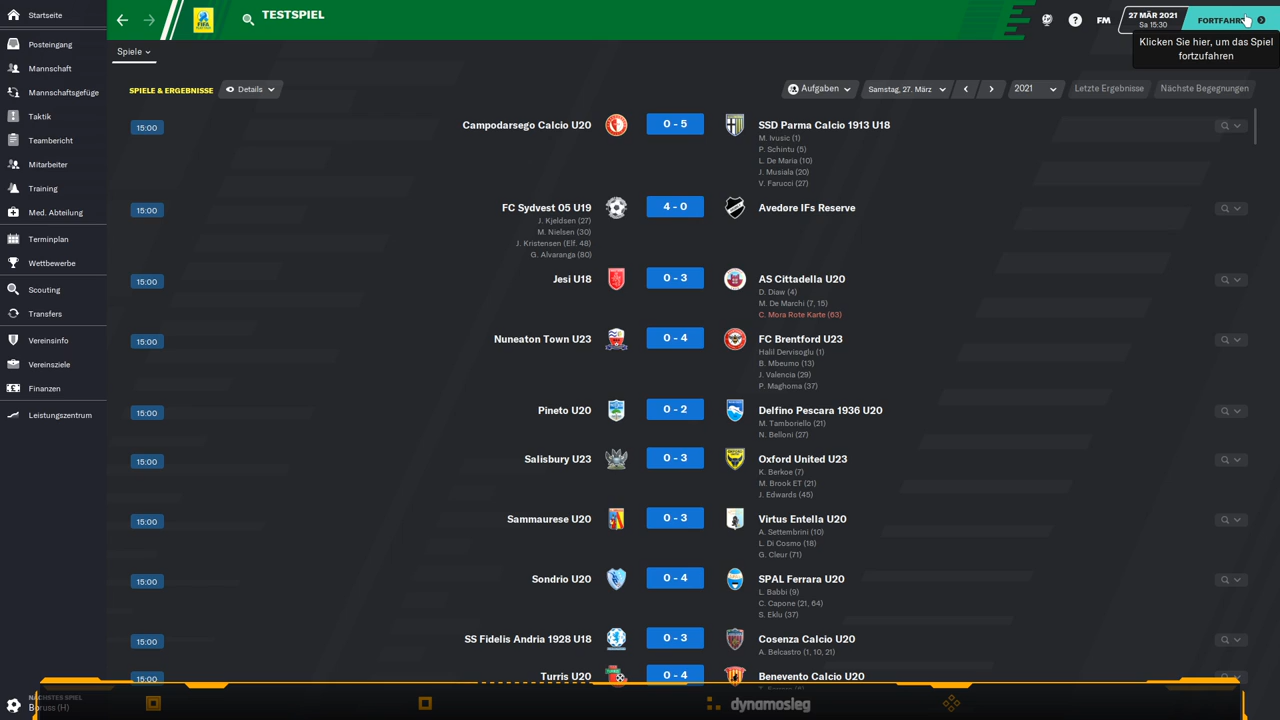 Startseite
Posteingang
Mannschaft
Mannschaftsgefüge
Taktik
Teambericht
Mitarbeiter
Training
Med. Abteilung
Terminplan
Wettbewerbe
Scouting
Transfers
Vereinsinfo
Vereinsziele
Finanzen
Leistungszentrum
NÄCHSTES SPIEL
TESTSPIEL
FM
27 MÄR 2021
Sa 15:30
Klicken Sie hier, um das Spiel
fortzufahren
Spiele
SPIELE & ERGEBNISSE
Details
Aufgaben
Samstag, 27. März
2021
Letzte Ergebnisse
Nächste Begegnungen
15:00 Campodarsego Calcio U20 0 - 5 SSD Parma Calcio 1913 U18
M. Ivusic (1)
P. Schintu (5)
L. De Maria (10)
J. Musiala (20)
V. Farucci (27)
15:00 FC Sydvest 05 U19 4 - 0 Avedore IFs Reserve
J. Kjeldsen (27)
M. Nielsen (30)
J. Kristensen (Elf. 48)
G. Alvaranga (80)
15:00 Jesi U18 0 - 3 AS Cittadella U20
D. Diaw (4)
M. De Marchi (7, 15)
C. Mora Rote Karte (63)
15:00 Nuneaton Town U23 0 - 4 FC Brentford U23
Halil Dervisoglu (1)
B. Mbeumo (13)
J. Valencia (29)
P. Maghoma (37)
15:00 Pineto U20 0 - 2 Delfino Pescara 1936 U20
M. Tamboriello (21)
N. Belloni (27)
15:00 Salisbury U23 0 - 3 Oxford United U23
K. Berkoe (7)
M. Brook ET (21)
J. Edwards (45)
15:00 Sammaurese U20 0 - 3 Virtus Entella U20
A. Settembrini (10)
L. Di Cosmo (18)
G. Cleur (71)
15:00 Sondrio U20 0 - 4 SPAL Ferrara U20
L. Babbi (9)
C. Capone (21, 64)
S. Eklu (37)
15:00 SS Fidelis Andria 1928 U18 0 - 3 Cosenza Calcio U20
A. Belcastro (1, 10, 21)
15:00 Turris U20 0 - 4 Benevento Calcio U20
dynamosieg